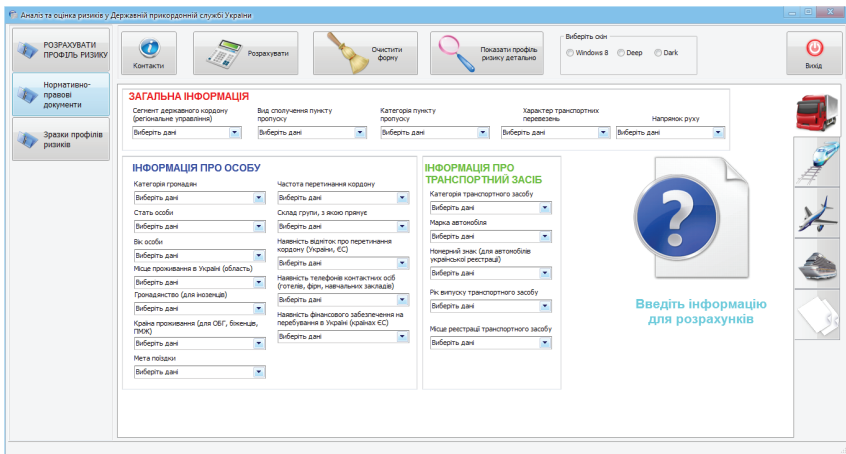 Аналіз та оцінка ризиків у Державній прикордонній службі України
РОЗРАХУВАТИ
ПРОФІЛЬ РИЗИКУ
Нормативно-
правові
документи
Зразки профілів
ризиків
Контакти
Розрахувати
Очистити
форму
Показати профіль
ризику детально
Виберіть скін
Windows 8
Deep
Dark
Вихід
ЗАГАЛЬНА ІНФОРМАЦІЯ
Сегмент державного кордону
(регіональне управління)
Виберіть дані
Вид сполучення пункту
пропуску
Виберіть дані
Категорія пункту
пропуску
Виберіть дані
Характер транспортних
перевезень
Виберіть дані
Напрянок руху
Виберіть дані
ІНФОРМАЦІЯ ПРО ОСОБУ
Категорія громадян
Виберіть дані
Стать особи
Виберіть дані
Вік особи
Виберіть дані
Місце проживання в Україні (область)
Виберіть дані
Громадянство (для іноземців)
Виберіть дані
Країна проживання (для ОБГ, біженців,
ПМЖ)
Виберіть дані
Мета поїздки
Виберіть дані
Частота перетинання кордону
Виберіть дані
Склад групи, з якою прямує
Виберіть дані
Наявність відміток про перетинання
кордону (України, ЄС)
Виберіть дані
Наявність телефонів контактних осіб
(готелів, фірм, навчальних закладів)
Виберіть дані
Наявність фінансового забезпечення на
перебування в Україні (країнах ЄС)
Виберіть дані
ІНФОРМАЦІЯ ПРО
ТРАНСПОРТНИЙ ЗАСІБ
Категорія транспортного засобу
Виберіть дані
Марка автомобіля
Виберіть дані
Номерний знак (для автомобілів
української реєстрації)
Виберіть дані
Рік випуску транспортного засобу
Виберіть дані
Місце реєстрації транспортного засобу
Виберіть дані
Введіть інформацію
для розрахунків